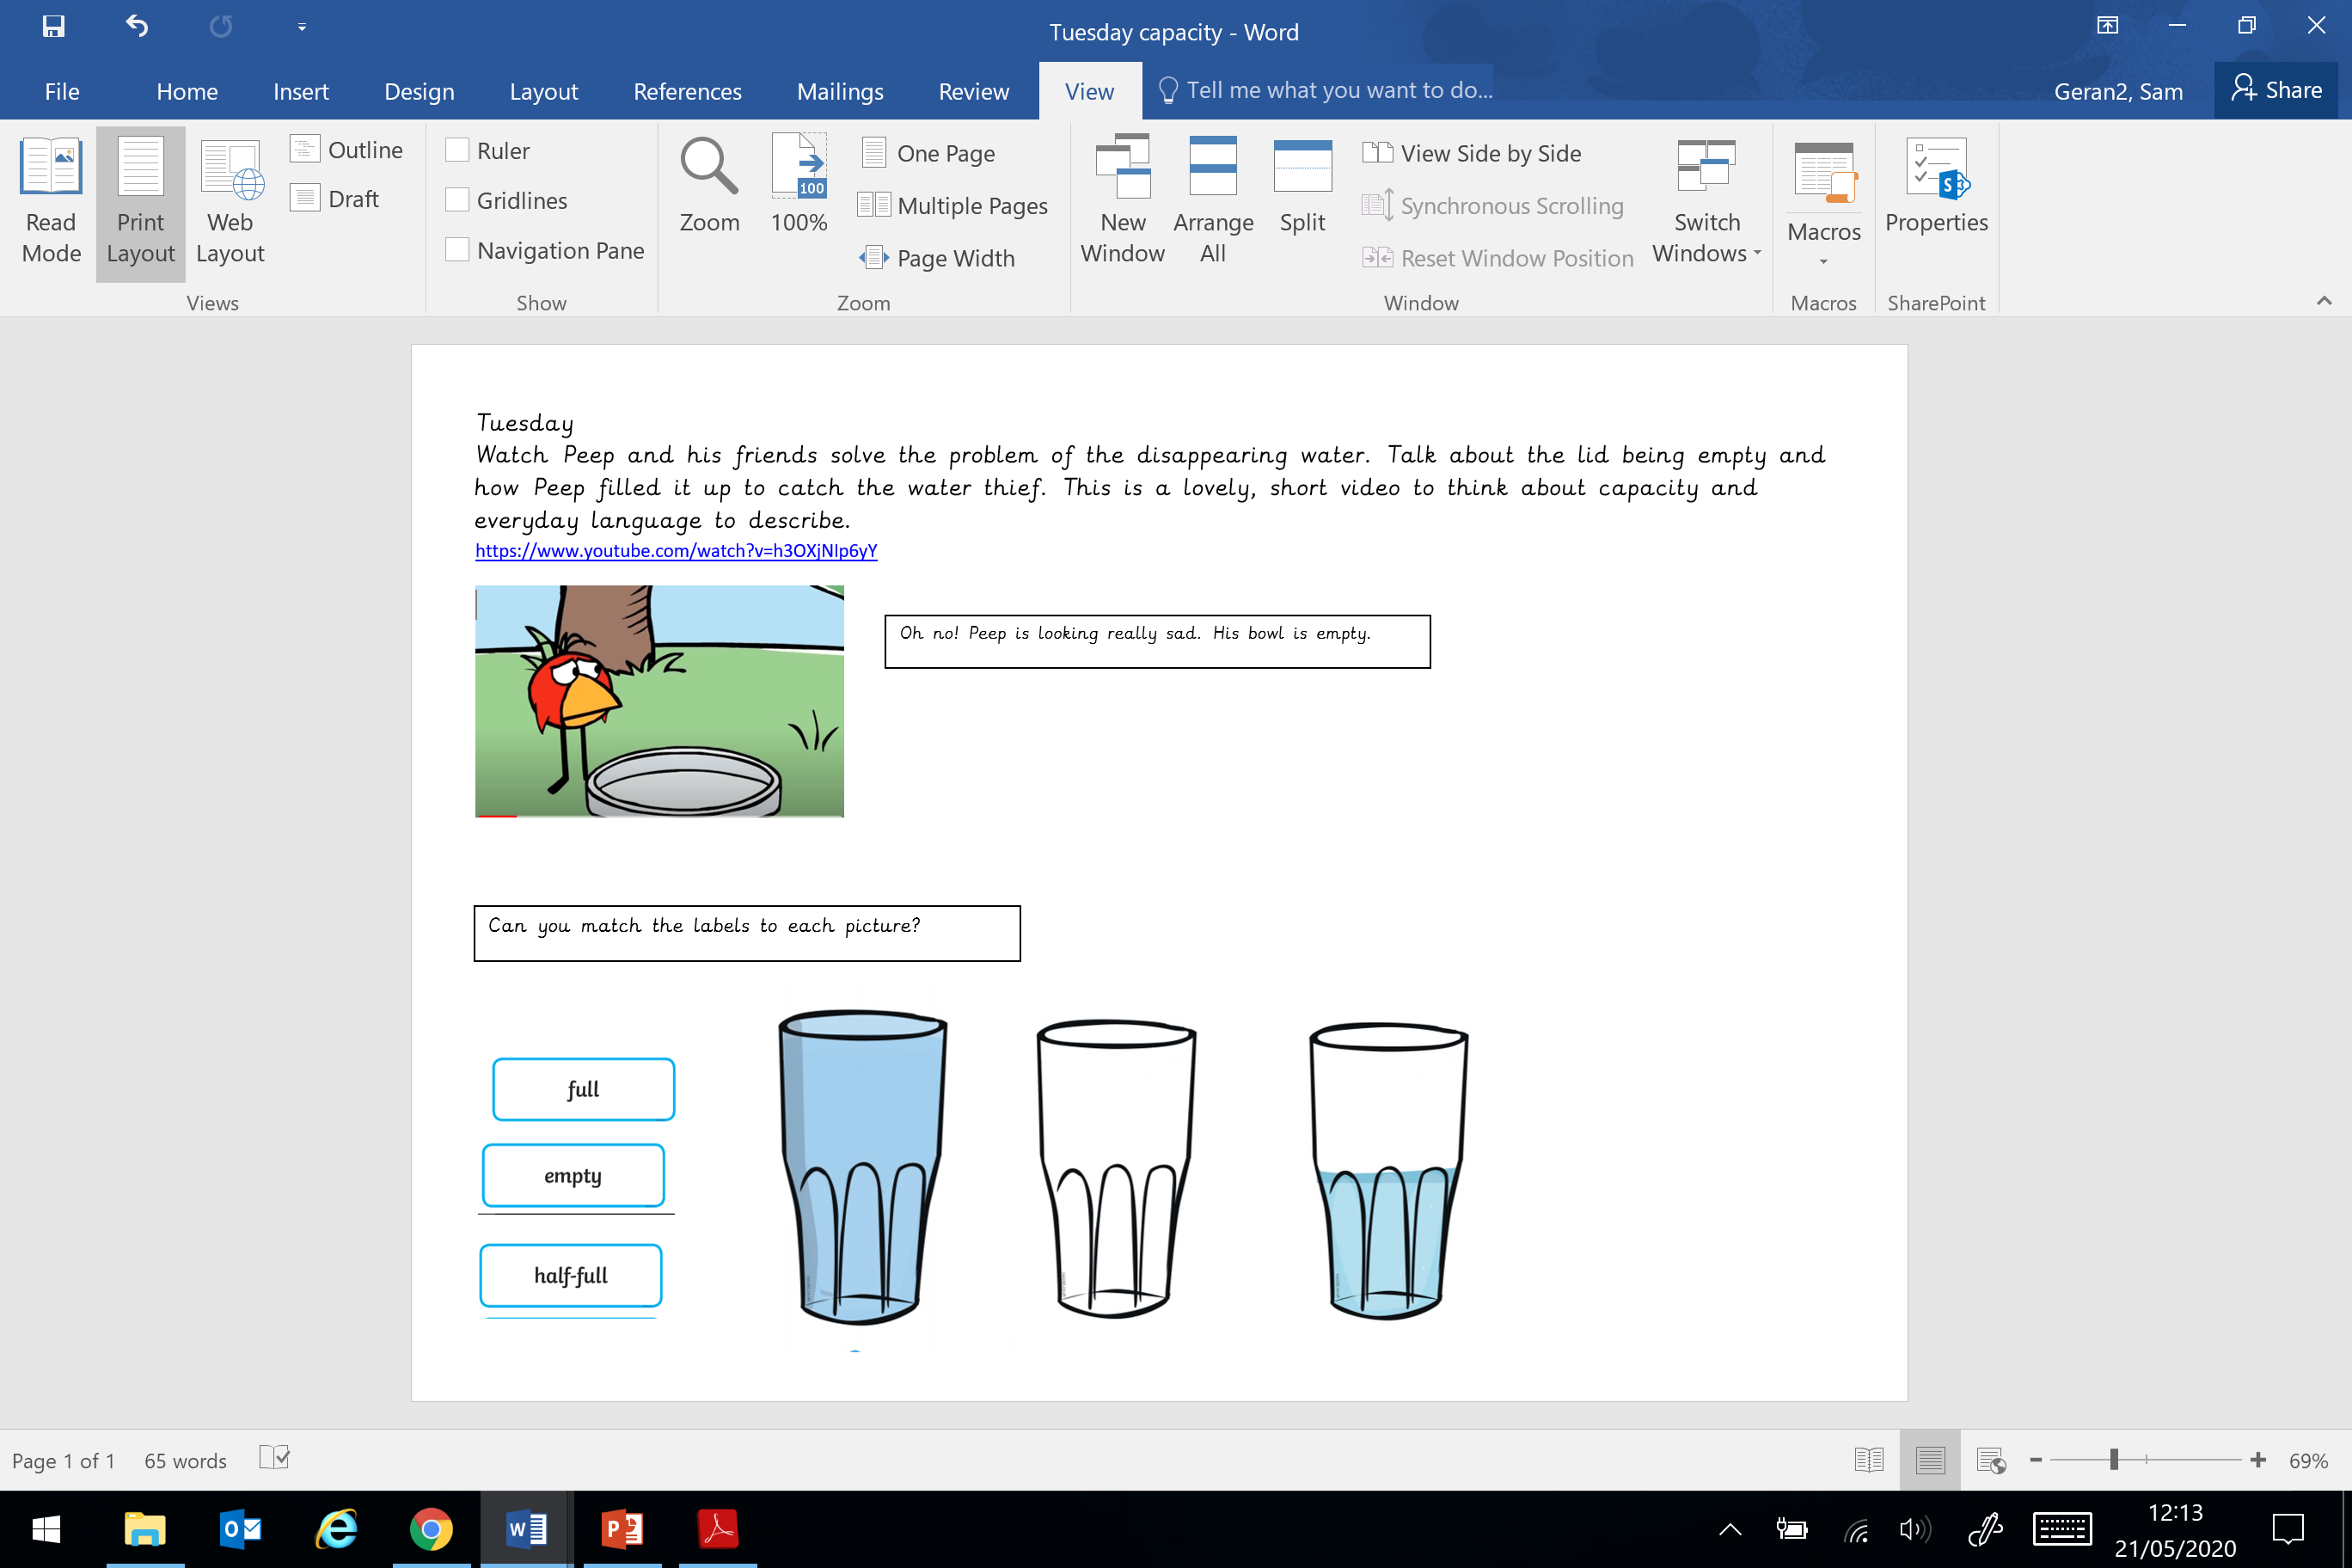 Tuesday capacity - Word
File Home Insert Design Layout References Mailings Review View Tell me what you want to do... Geran2, Sam Share
Read Mode
Print Layout
Web Layout
Outline
Draft
Views
Ruler
Gridlines
Navigation Pane
Show
Zoom
100
100%
One Page
Multiple Pages
Page Width
Zoom
New Window
Arrange All
Split
View Side by Side
Synchronous Scrolling
Reset Window Position
Switch Windows
Window
Macros
Macros
S
Properties
SharePoint
Tuesday
Watch Peep and his friends solve the problem of the disappearing water. Talk about the lid being empty and
how Peep filled it up to catch the water thief. This is a lovely, short video to think about capacity and
everyday language to describe.
https://www.youtube.com/watch?v=h3OXjNIp6yY
Oh no! Peep is looking really sad. His bowl is empty.
Can you match the labels to each picture?
full
empty
half-full
Page 1 of 1 65 words
69%
12:13
21/05/2020